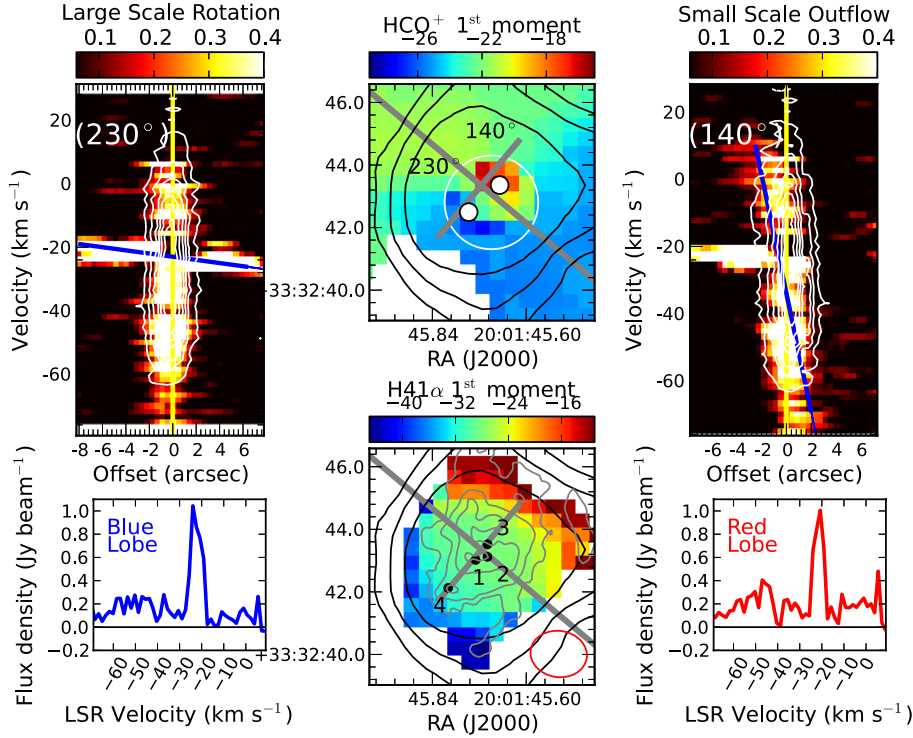 Large Scale Rotation
0.1 0.2 0.3 0.4
(230°)
Velocity (km s⁻¹)
20
0
−20
−40
−60
-8 -6 -4 -2 0 2 4 6
Offset (arcsec)
HCO⁺ 1ˢᵗ moment
−26 −22 −18
46.0
44.0
42.0
+33:32:40.0
140°
230°
45.84 20:01:45.60
RA (J2000)
Small Scale Outflow
0.1 0.2 0.3 0.4
(140°)
Velocity (km s⁻¹)
20
0
−20
−40
−60
-8 -6 -4 -2 0 2 4 6
Offset (arcsec)
Blue
Lobe
Flux density (Jy beam⁻¹)
1.0
0.8
0.6
0.4
0.2
0.0
−0.2
−60 −50 −40 −30 −20 −10 0
LSR Velocity (km s⁻¹)
H41α 1ˢᵗ moment
−40 −32 −24 −16
46.0
44.0
42.0
+33:32:40.0
3
1 2
4
45.84 20:01:45.60
RA (J2000)
Red
Lobe
Flux density (Jy beam⁻¹)
1.0
0.8
0.6
0.4
0.2
0.0
−0.2
−60 −50 −40 −30 −20 −10 0
LSR Velocity (km s⁻¹)